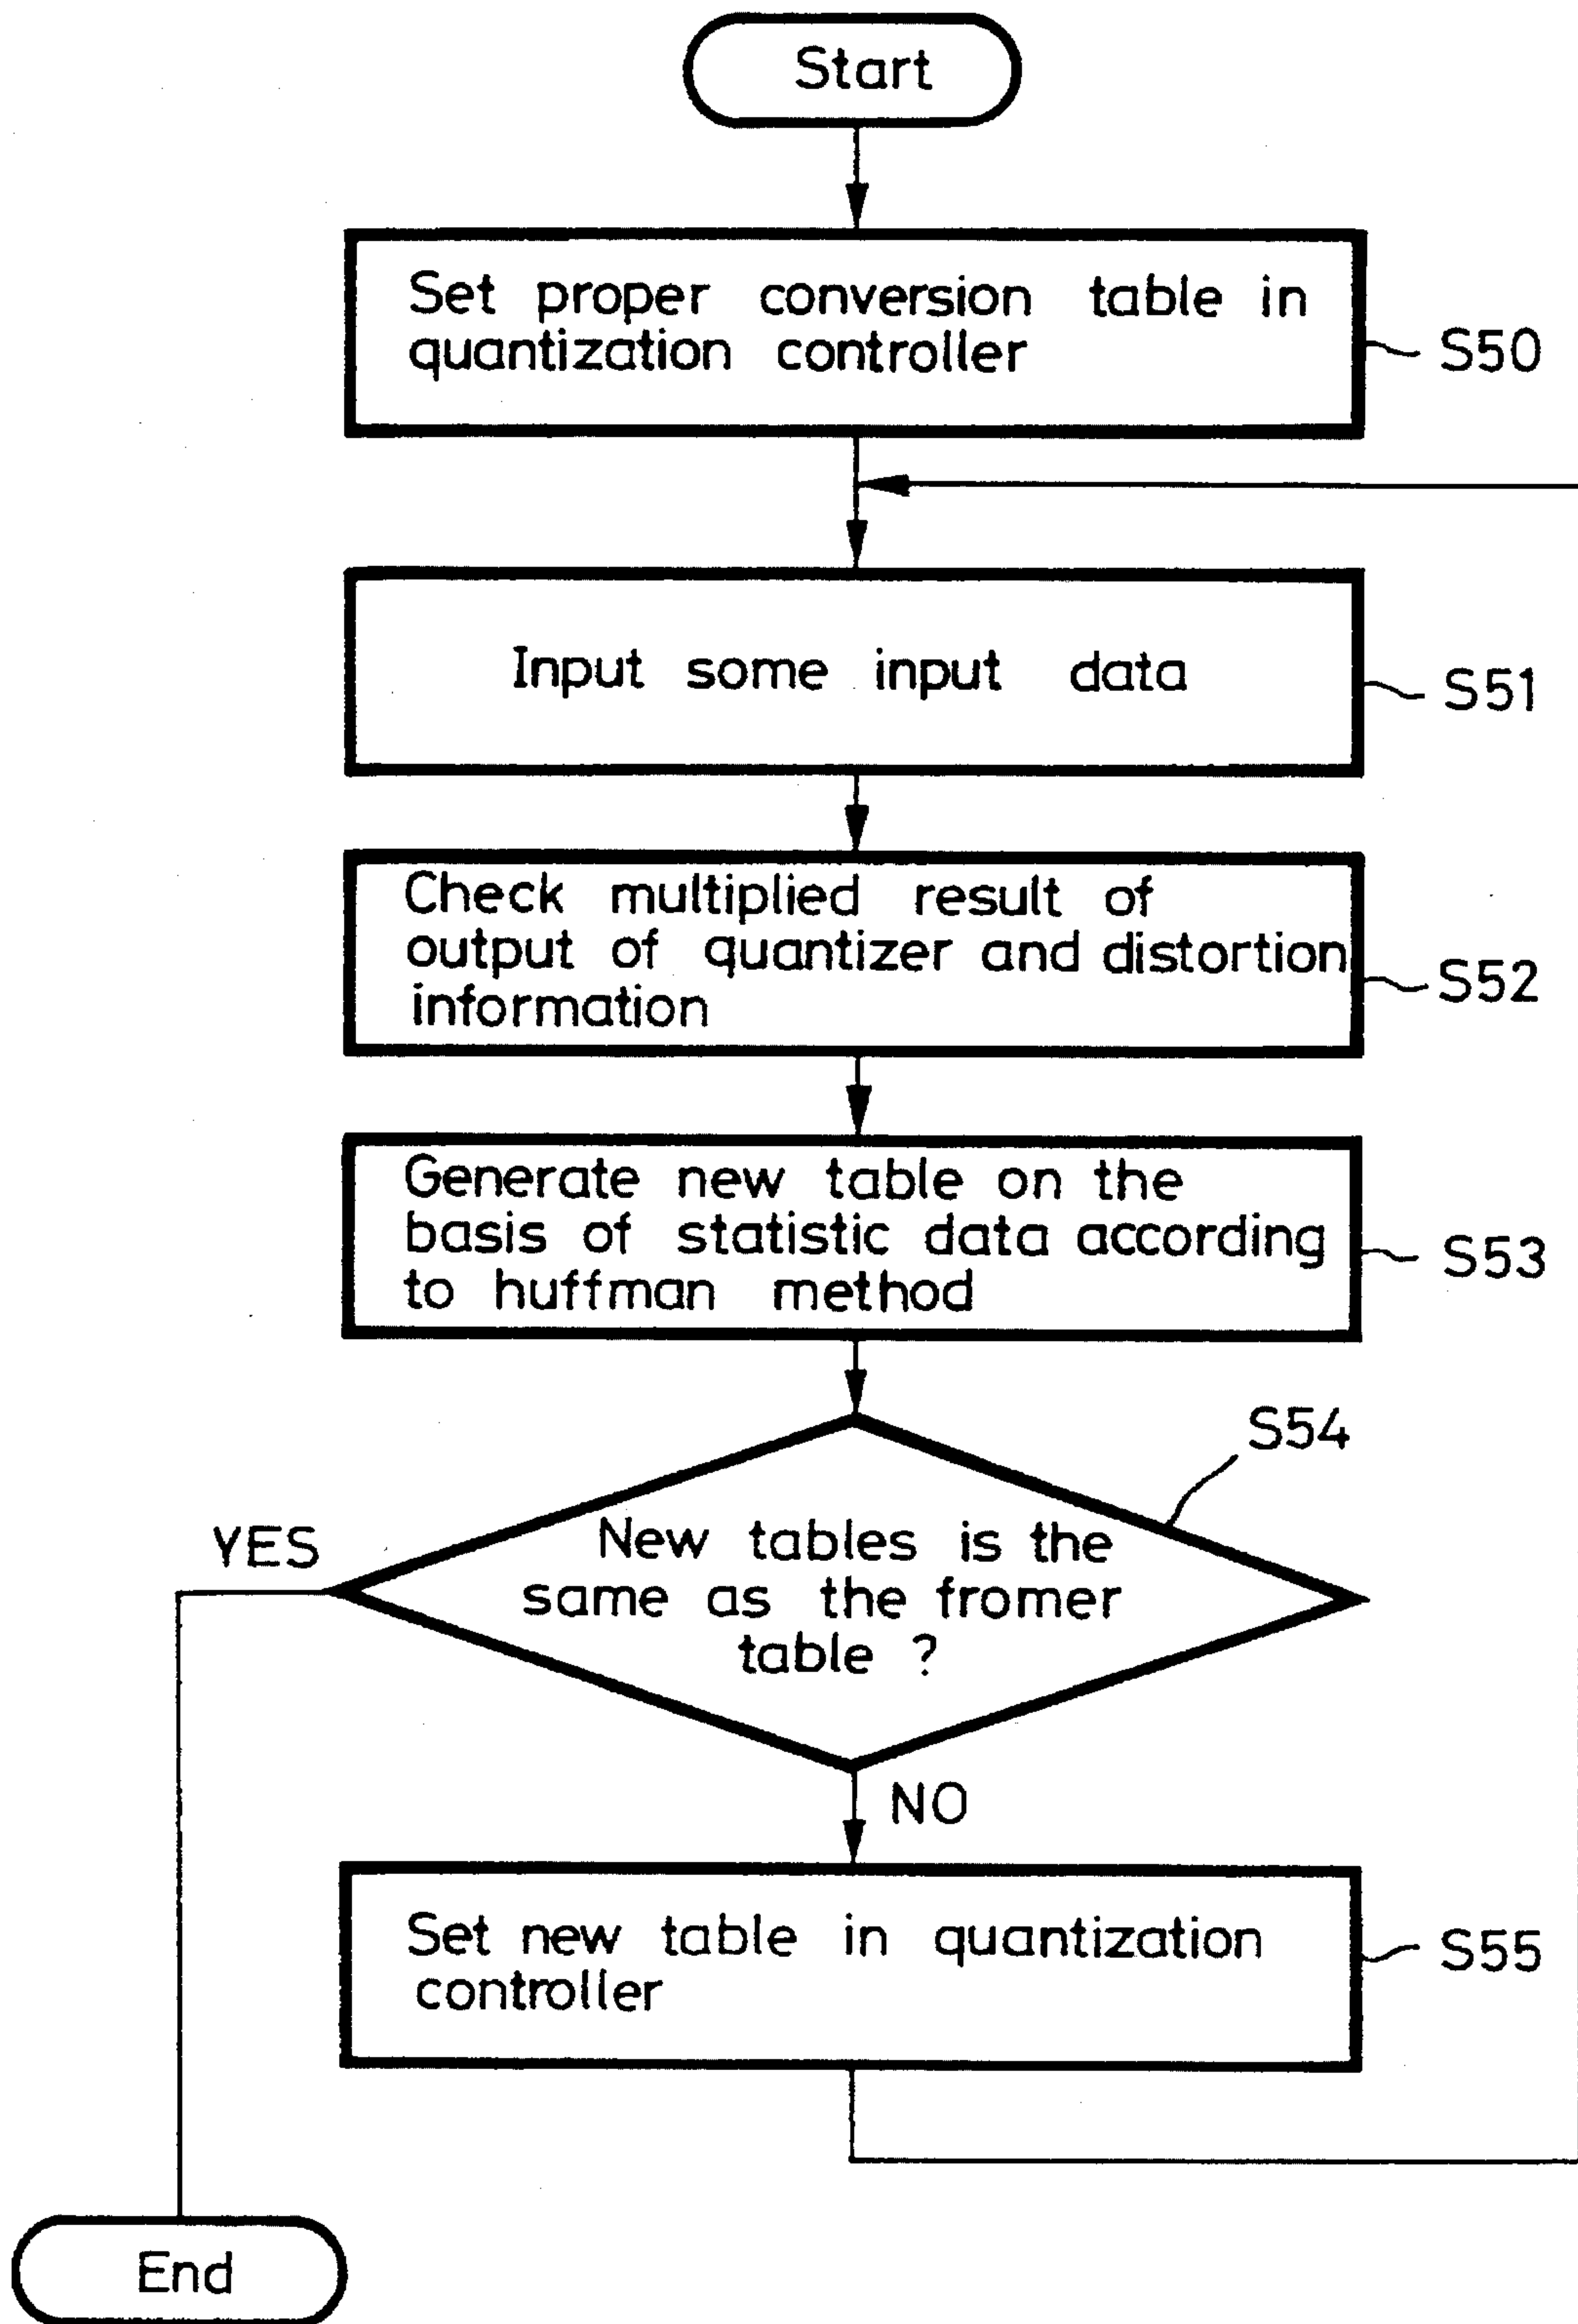 Start
Set proper conversion table in
quantization controller
S50
Input some input data
S51
Check multiplied result of
output of quantizer and distortion
information
S52
Generate new table on the
basis of statistic data according
to huffman method
S53
S54
YES
New tables is the
same as the fromer
table ?
NO
Set new table in quantization
controller
S55
End